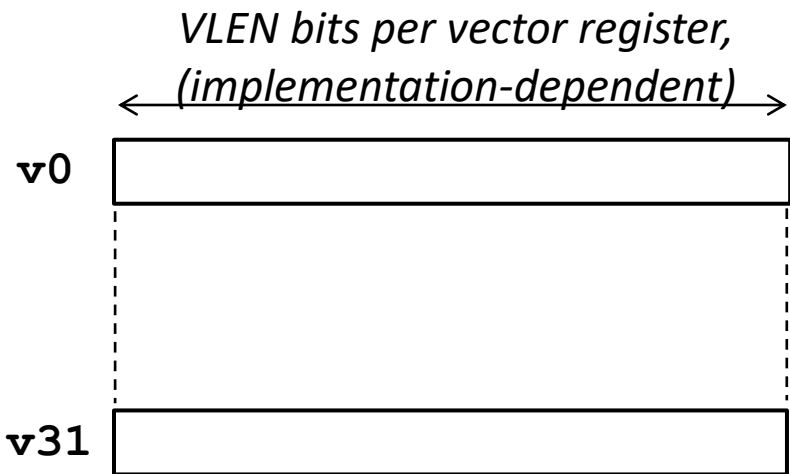 VLEN bits per vector register,
(implementation-dependent)
v0
v31